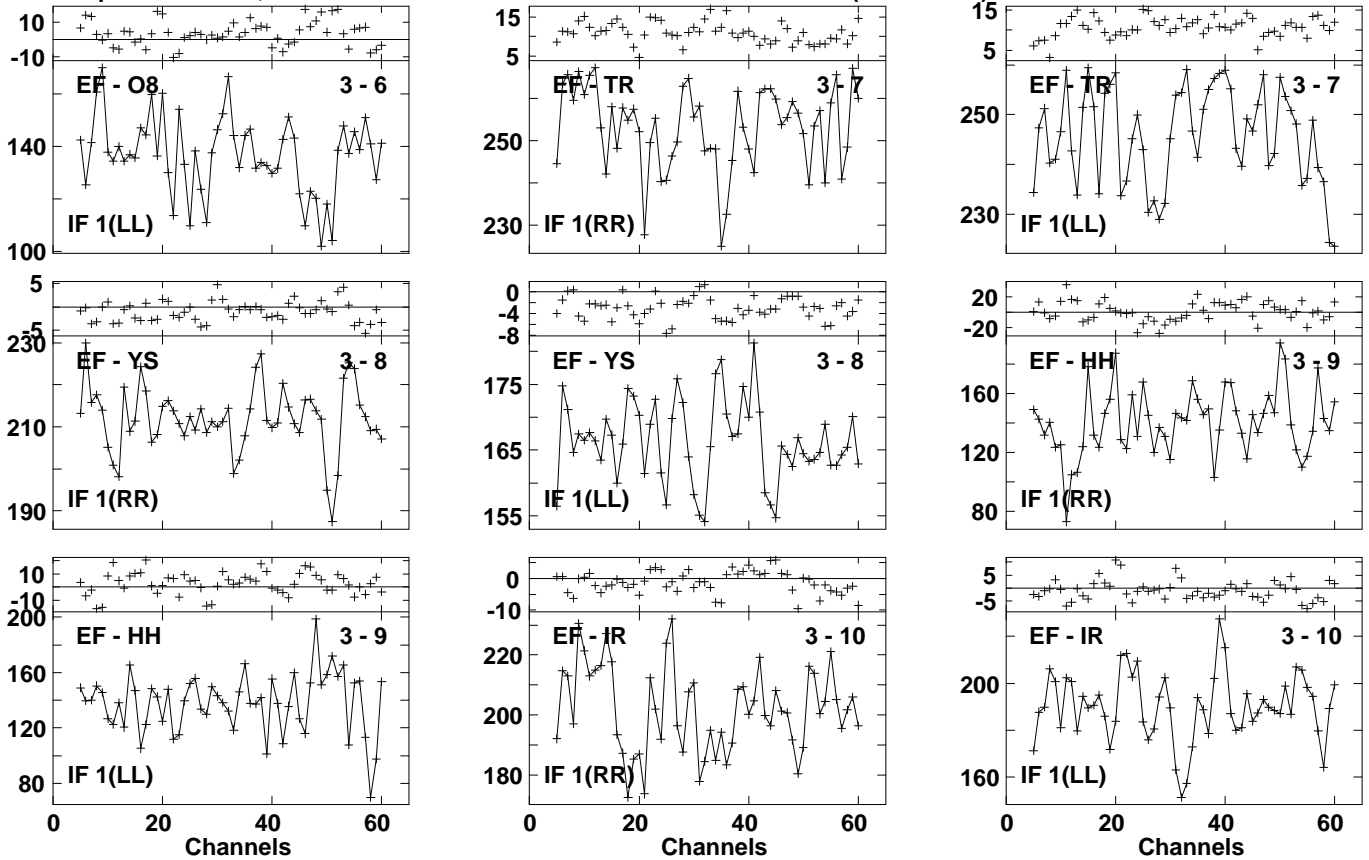 10
-10
EF - O8 3 - 6
140
IF 1(LL)
100
15
5
EF - TR 3 - 7
250
230
IF 1(RR)
15
5
EF - TR 3 - 7
250
230
IF 1(LL)
5
-5
230
EF - YS 3 - 8
210
190
IF 1(RR)
0
-4
-8
EF - YS 3 - 8
175
165
155
IF 1(LL)
20
-20
EF - HH 3 - 9
160
120
80
IF 1(RR)
10
-10
200
EF - HH 3 - 9
160
120
80
IF 1(LL)
0 20 40 60
Channels
0
-10
EF - IR 3 - 10
220
200
180
IF 1(RR)
0 20 40 60
Channels
5
-5
EF - IR 3 - 10
200
160
IF 1(LL)
0 20 40 60
Channels